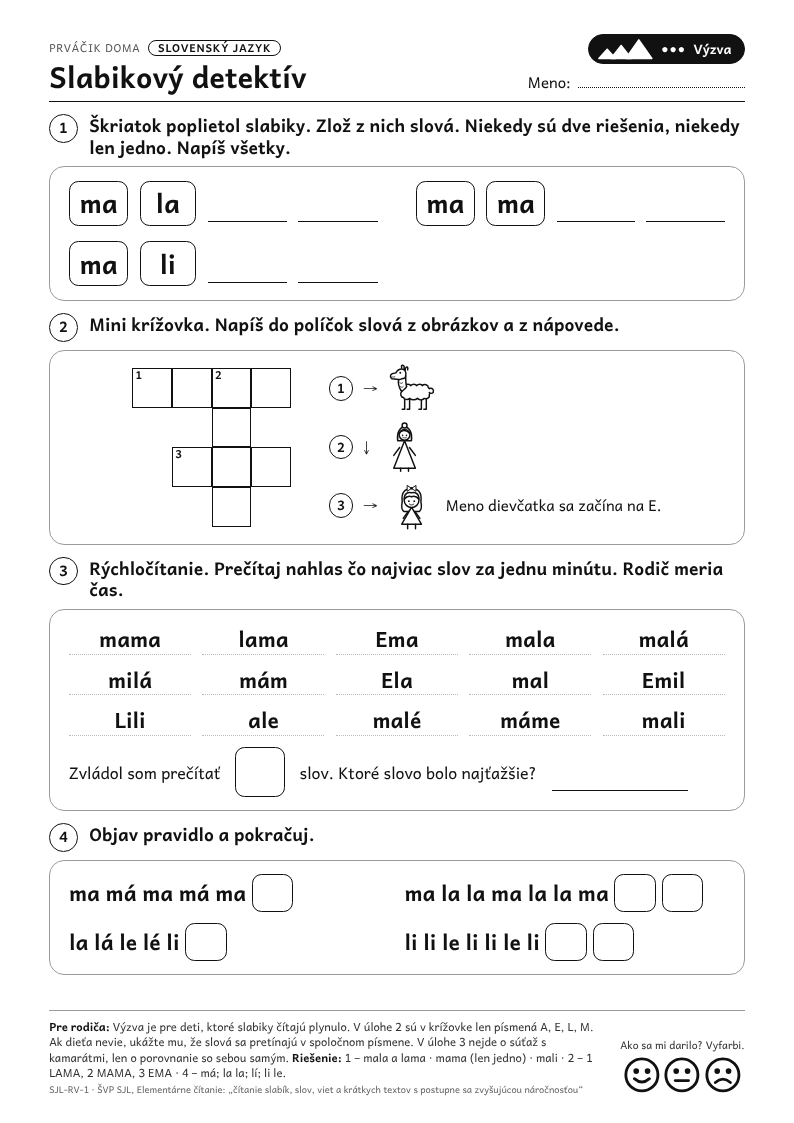 PRVÁČIK DOMA SLOVENSKÝ JAZYK
Výzva
Slabikový detektív
Meno:
1 Škriatok poplietol slabiky. Zlož z nich slová. Niekedy sú dve riešenia, niekedy
len jedno. Napíš všetky.
ma la ma ma
ma li
2 Mini krížovka. Napíš do políčok slová z obrázkov a z nápovede.
1 2
3
1 →
2 ↓
3 → Meno dievčatka sa začína na E.
3 Rýchločítanie. Prečítaj nahlas čo najviac slov za jednu minútu. Rodič meria
čas.
mama lama Ema mala malá
milá mám Ela mal Emil
Lili ale malé máme mali
Zvládol som prečítať slov. Ktoré slovo bolo najťažšie?
4 Objav pravidlo a pokračuj.
ma má ma má ma ma la la ma la la ma
la lá le lé li li li le li li le li
Pre rodiča: Výzva je pre deti, ktoré slabiky čítajú plynulo. V úlohe 2 sú v krížovke len písmená A, E, L, M.
Ak dieťa nevie, ukážte mu, že slová sa pretínajú v spoločnom písmene. V úlohe 3 nejde o súťaž s
kamarátmi, len o porovnanie so sebou samým. Riešenie: 1 – mala a lama · mama (len jedno) · mali · 2 – 1
LAMA, 2 MAMA, 3 EMA · 4 – má; la la; lí; li le.
SJL-RV-1 · ŠVP SJL, Elementárne čítanie: „čítanie slabík, slov, viet a krátkych textov s postupne sa zvyšujúcou náročnosťou“
Ako sa mi darilo? Vyfarbi.